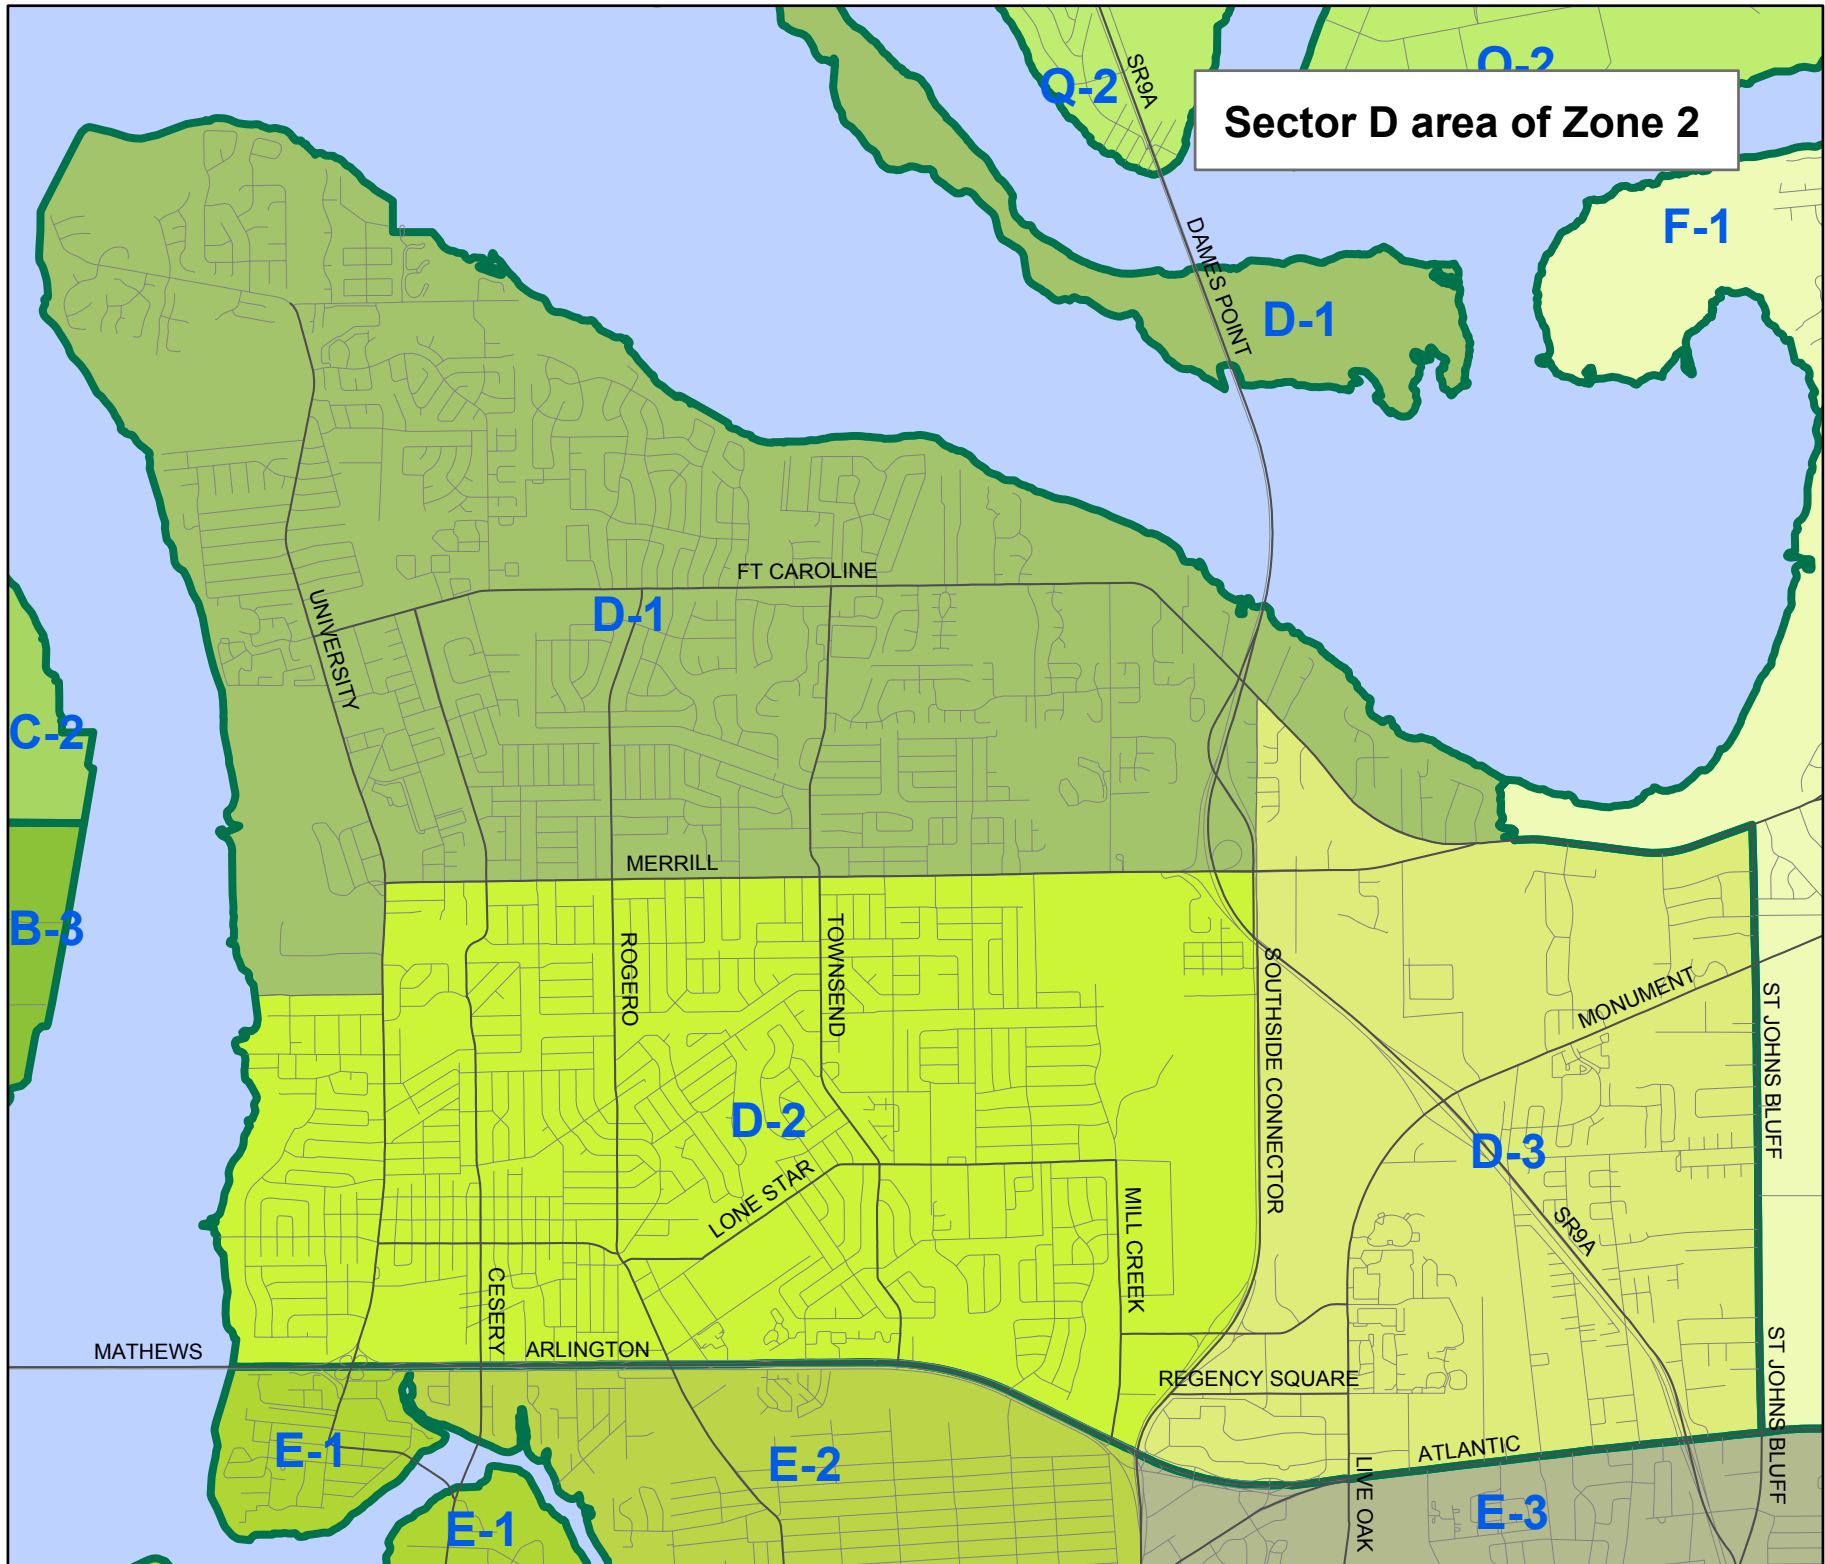 SR9A
Q-2
Q-2
Sector D area of Zone 2
F-1
DAMES POINT
D-1
FT CAROLINE
UNIVERSITY
D-1
C-2
MERRILL
B-3
ROGERO
TOWNSEND
SOUTHSIDE CONNECTOR
MONUMENT
ST JOHNS BLUFF
D-2
D-3
LONE STAR
MILL CREEK
SR9A
CESERY
MATHEWS
ARLINGTON
REGENCY SQUARE
ST JOHNS BLUFF
E-1
E-2
ATLANTIC
LIVE OAK
E-1
E-3